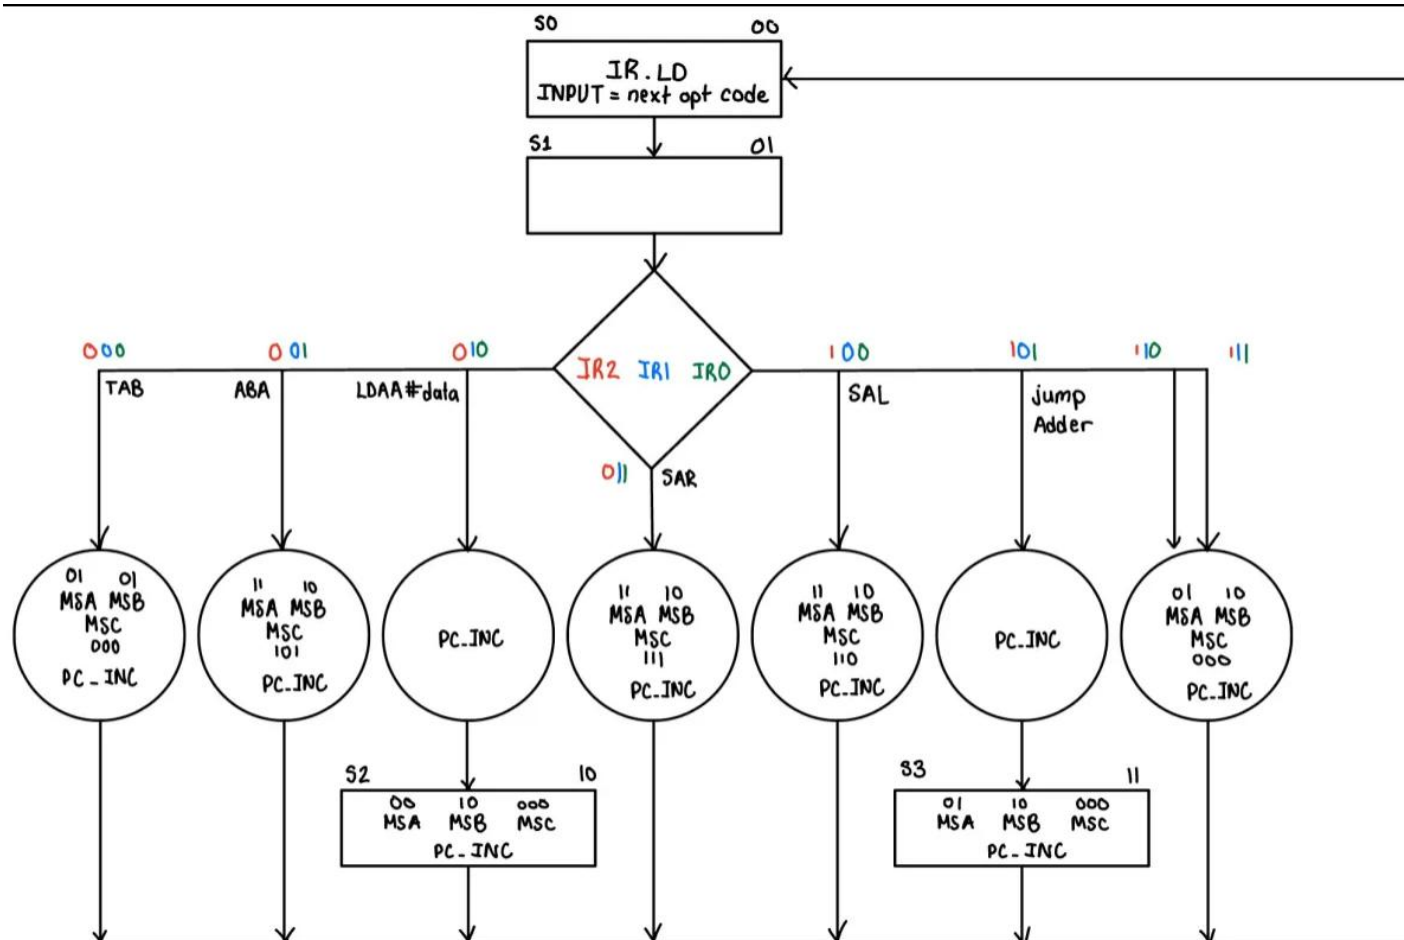 S0 00
IR.LD
INPUT = next opt code
S1 01
000 001 010 100 101 110 111
TAB ABA LDAA#data IR2 IR1 IR0 SAL jump
Adder
011 SAR
01 01
MSA MSB
MSC
000
PC_INC
11 10
MSA MSB
MSC
101
PC_INC
PC_INC
11 10
MSA MSB
MSC
111
PC_INC
11 10
MSA MSB
MSC
110
PC_INC
PC_INC
01 10
MSA MSB
MSC
000
PC_INC
S2 10
00 10 000
MSA MSB MSC
PC_INC
S3 11
01 10 000
MSA MSB MSC
PC_INC